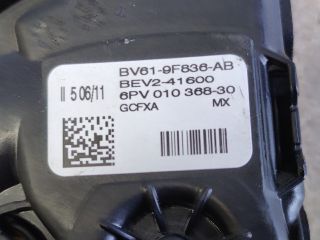 BV61-9F836-AB
BEV2-41600
II 5 06/11
6PV 010 368-30
GCFXA MX